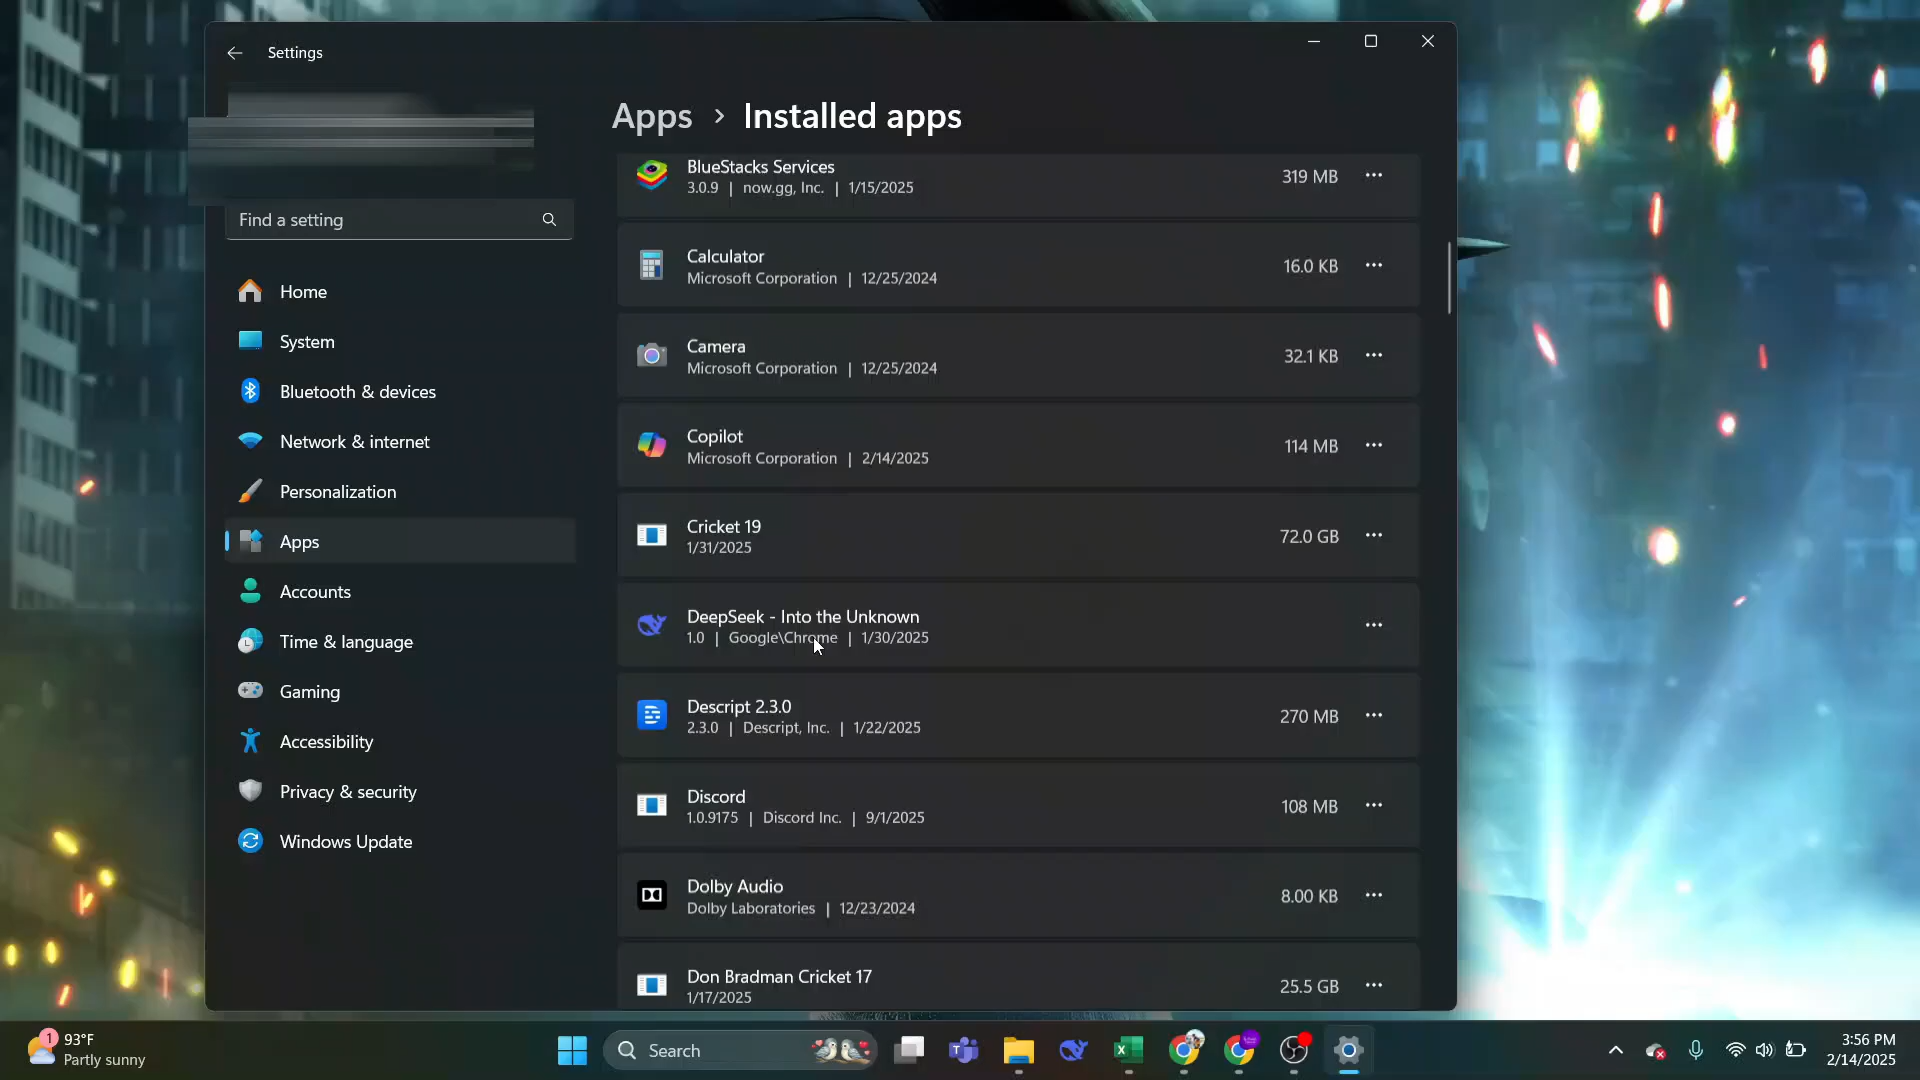 Settings
Find a setting
Home
System
Bluetooth & devices
Network & internet
Personalization
Apps
Accounts
Time & language
Gaming
Accessibility
Privacy & security
Windows Update
Apps > Installed apps
BlueStacks Services
3.0.9 | now.gg, Inc. | 1/15/2025
319 MB
Calculator
Microsoft Corporation | 12/25/2024
16.0 KB
Camera
Microsoft Corporation | 12/25/2024
32.1 KB
Copilot
Microsoft Corporation | 2/14/2025
114 MB
Cricket 19
1/31/2025
72.0 GB
DeepSeek - Into the Unknown
1.0 | Google\Chrome | 1/30/2025
Descript 2.3.0
2.3.0 | Descript, Inc. | 1/22/2025
270 MB
Discord
1.0.9175 | Discord Inc. | 9/1/2025
108 MB
Dolby Audio
Dolby Laboratories | 12/23/2024
8.00 KB
Don Bradman Cricket 17
1/17/2025
25.5 GB
1
93°F
Partly sunny
Search
3:56 PM
2/14/2025